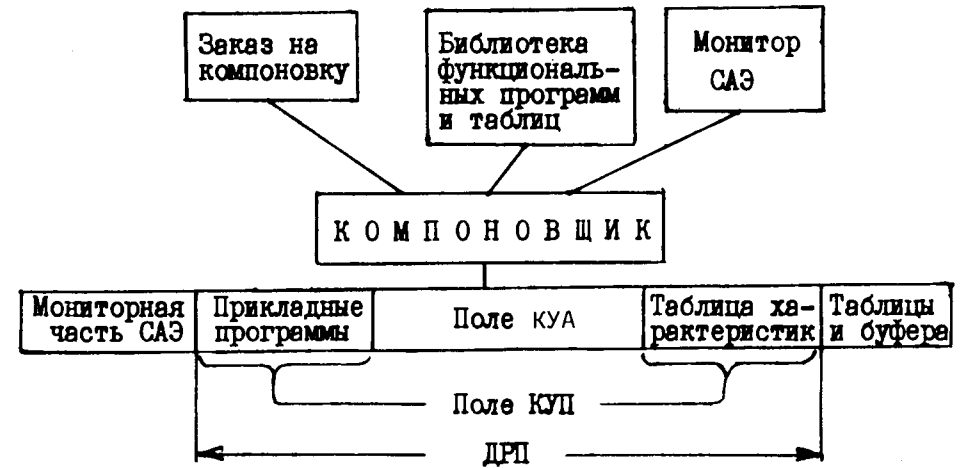 Заказ на
компоновку
Библиотека
функциональ-
ных программ
и таблиц
Монитор
САЭ
КОМПОНОВЩИК
Мониторная
часть САЭ
Прикладные
программы
Поле КУА
Таблица ха-
рактеристик
Таблицы
и буфера
Поле КУП
ДРП